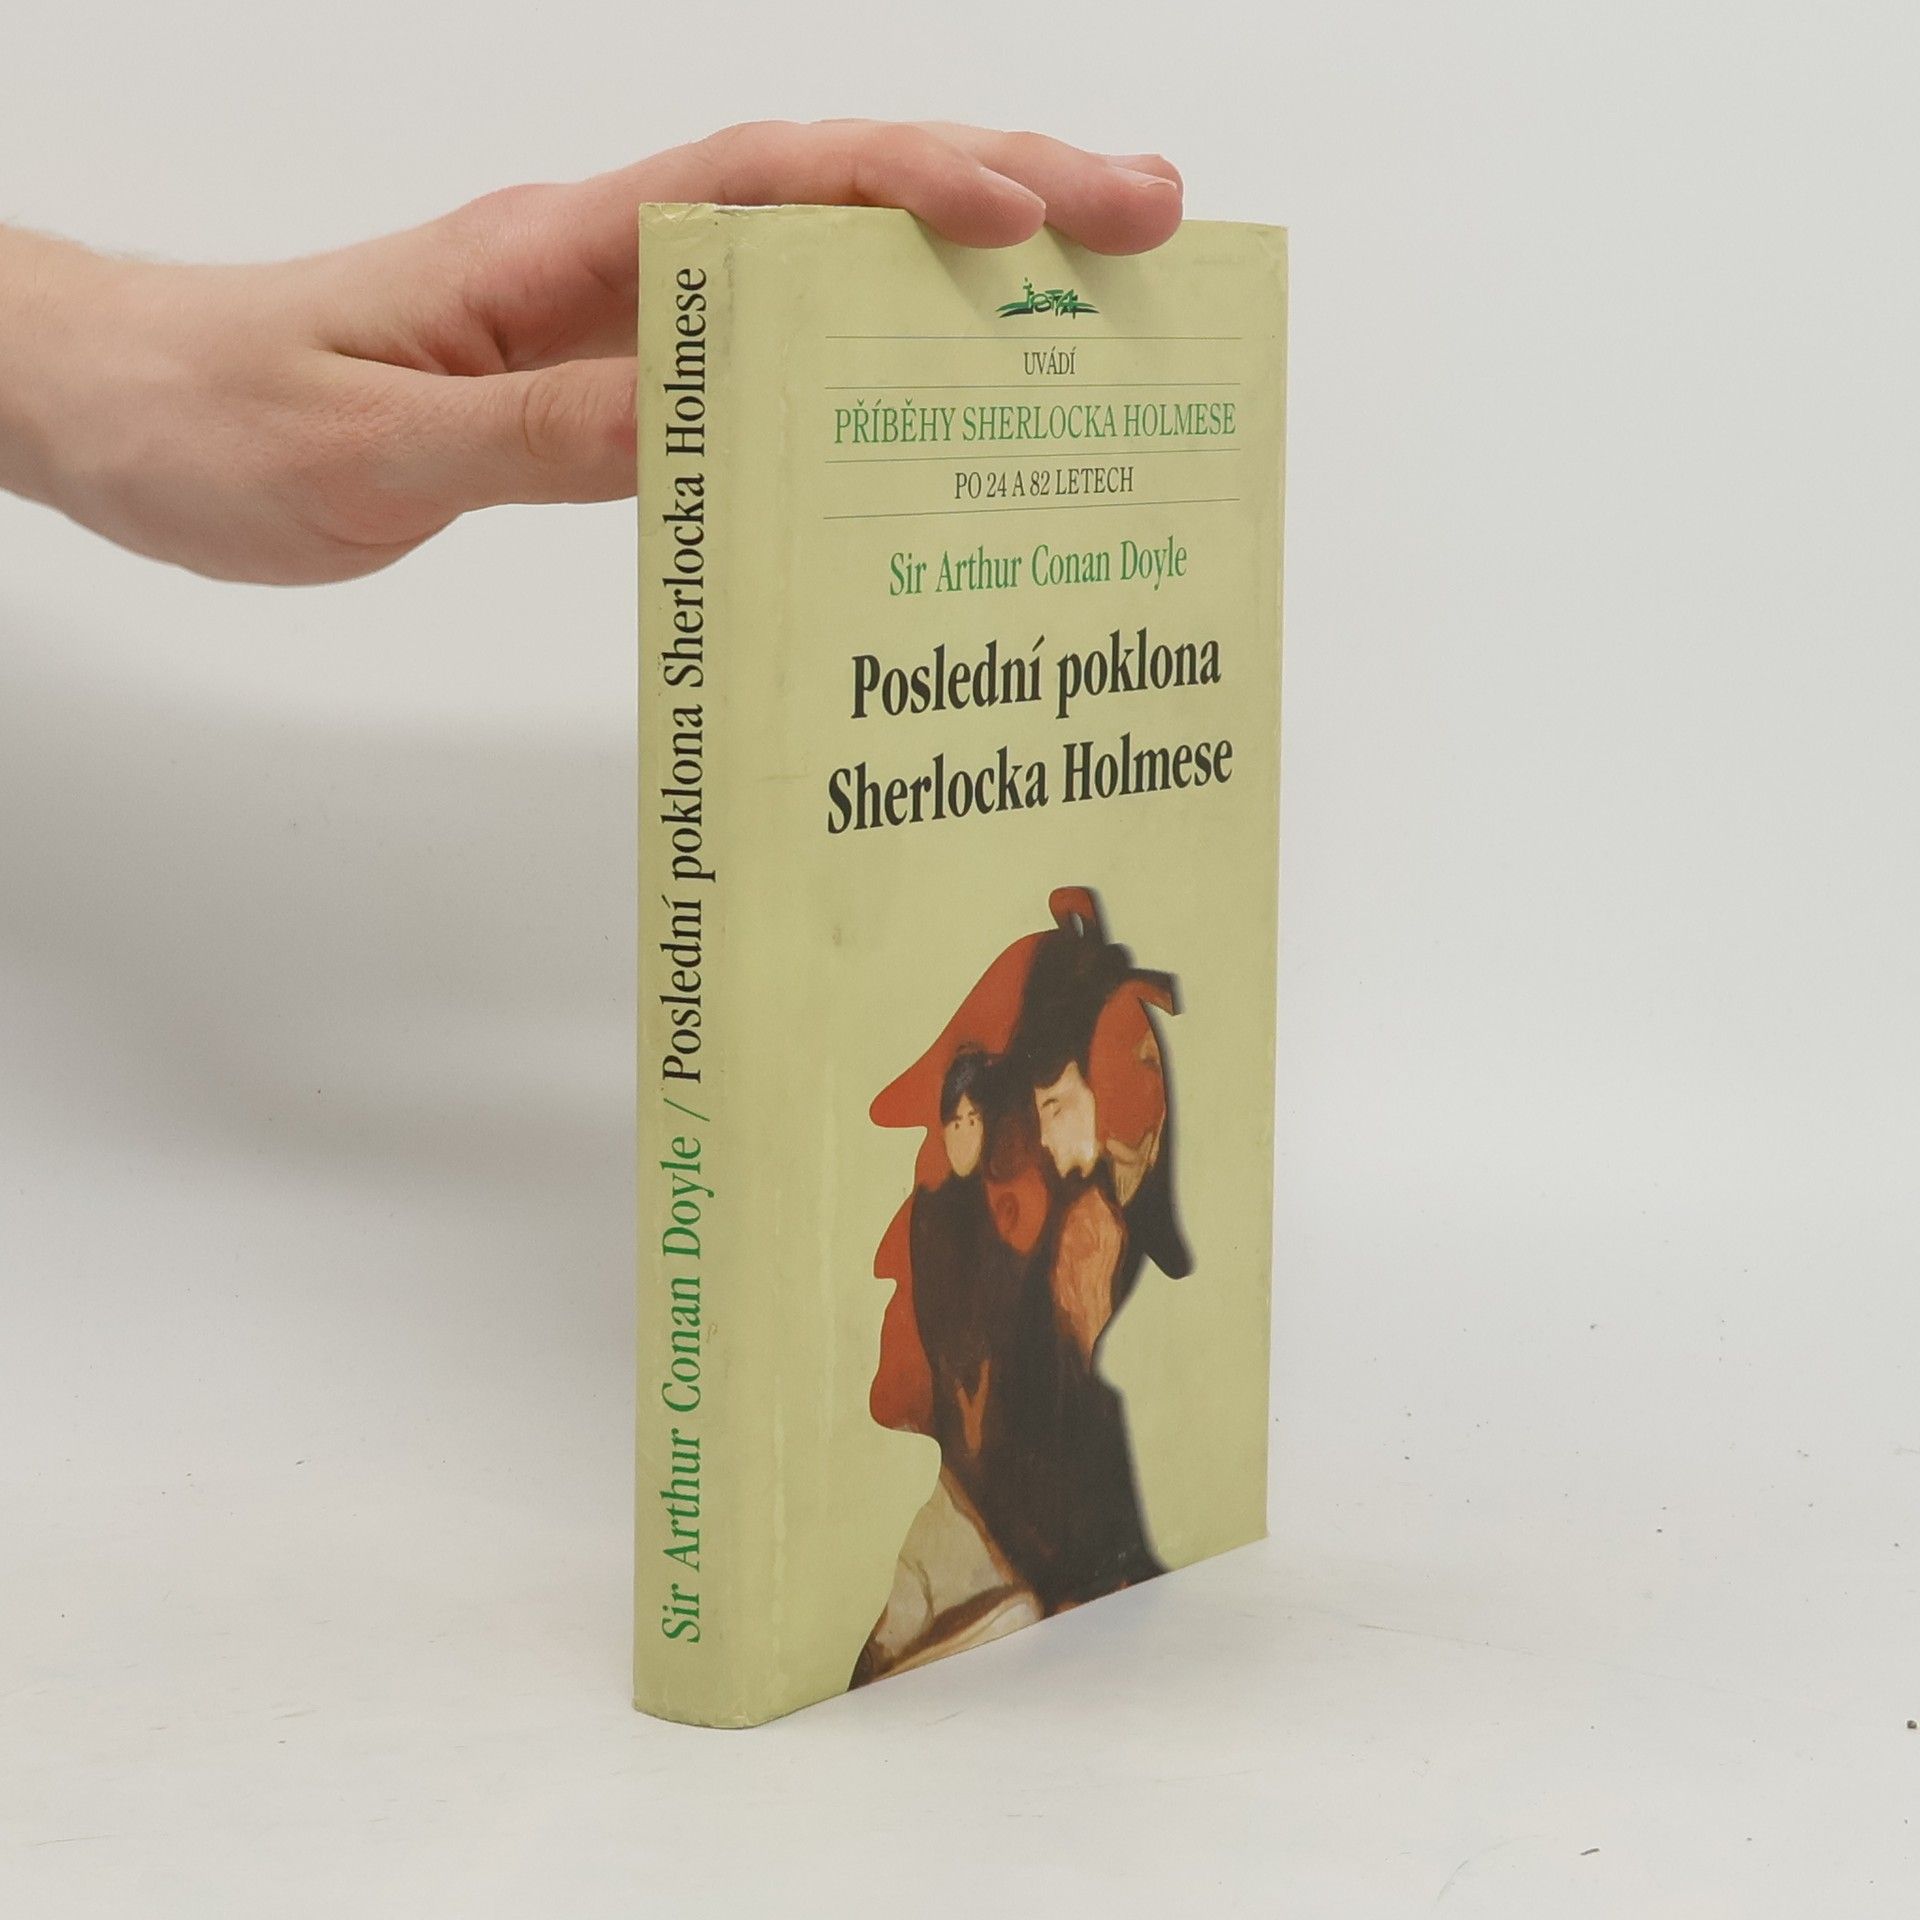 Sir Arthur Conan Doyle / Poslední poklona Sherlocka Holmese
JOTA
UVÁDÍ
PŘÍBĚHY SHERLOCKA HOLMESE
PO 24 A 82 LETECH
Sir Arthur Conan Doyle
Poslední poklona
Sherlocka Holmese